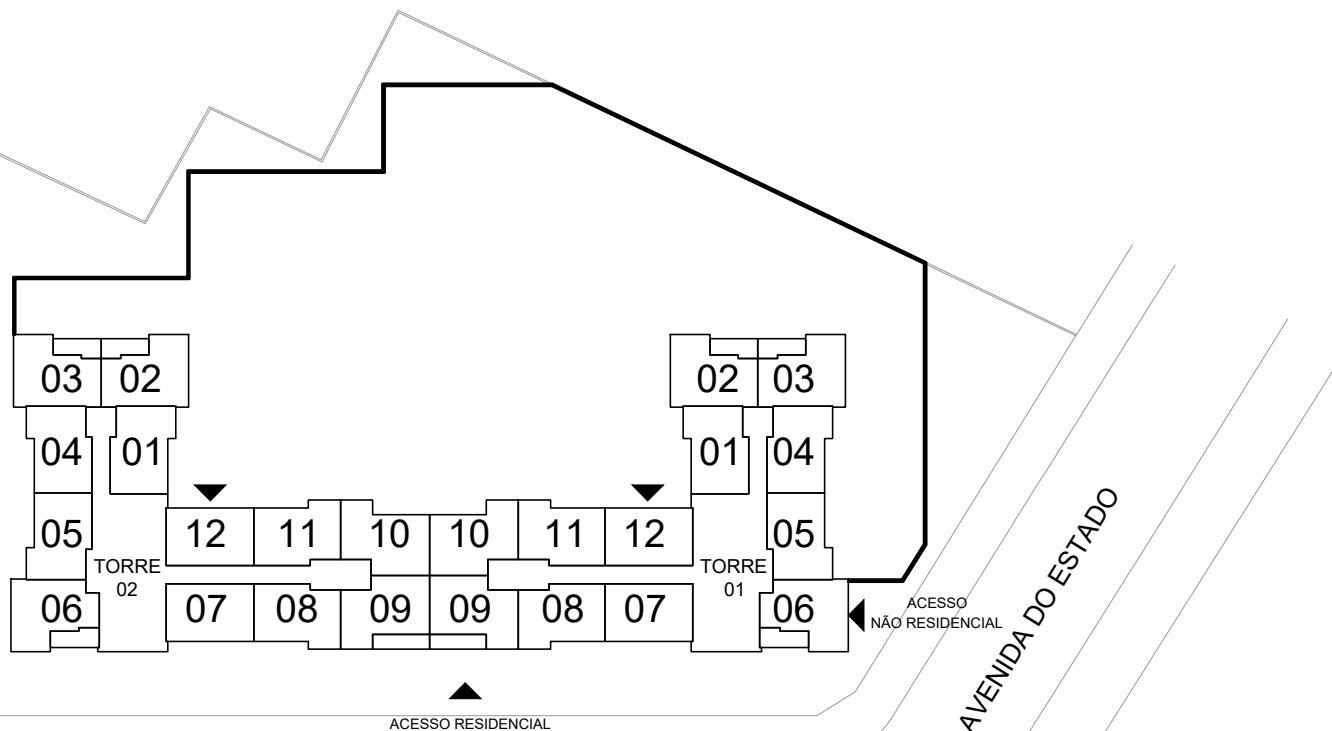 03 02 02 03
04 01 01 04
05 12 11 10 10 11 12 05
TORRE
02
TORRE
01
06 07 08 09 09 08 07 06
ACESSO
NÃO RESIDENCIAL
AVENIDA DO ESTADO
ACESSO RESIDENCIAL